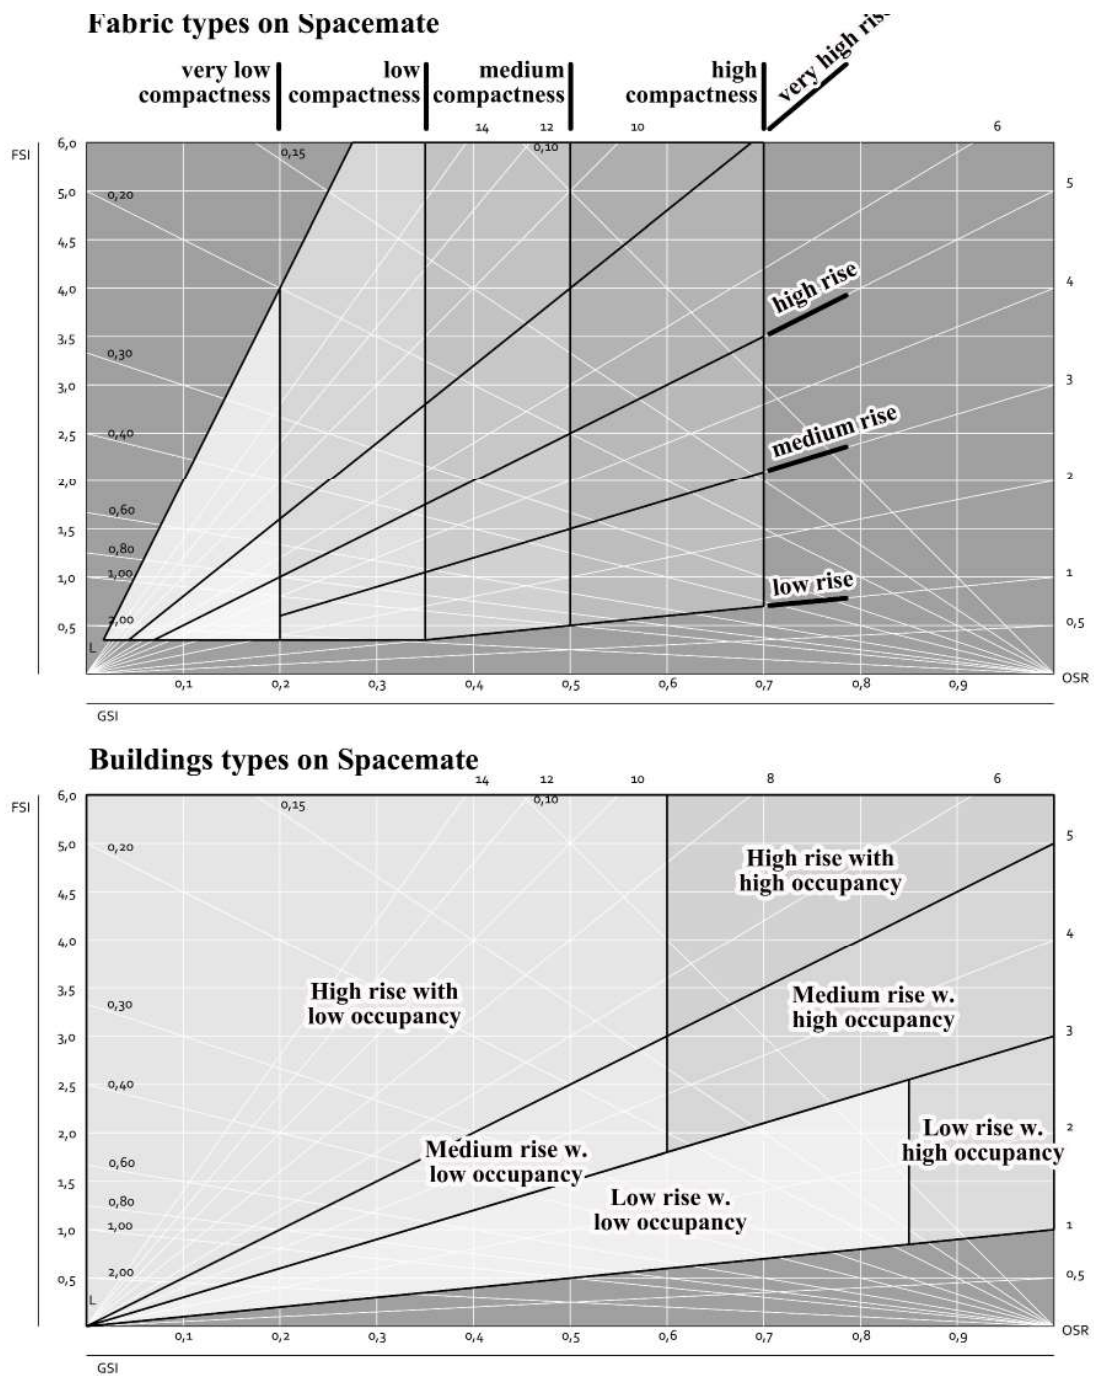 Fabric types on Spacemate
very low
compactness
low
compactness
medium
compactness
high
compactness
very high rise
14
12
10
6
FSI
6,0
5,0
4,5
4,0
3,5
3,0
2,5
2,0
1,5
1,0
0,5
0,15
0,10
0,20
0,30
0,40
0,60
0,80
1,00
2,00
L
high rise
medium rise
low rise
5
4
3
2
1
0,5
OSR
0,1
0,2
0,3
0,4
0,5
0,6
0,7
0,8
0,9
GSI
Buildings types on Spacemate
14
12
10
8
6
FSI
6,0
5,0
4,5
4,0
3,5
3,0
2,5
2,0
1,5
1,0
0,5
0,15
0,10
0,20
0,30
0,40
0,60
0,80
1,00
2,00
L
High rise with
high occupancy
High rise with
low occupancy
Medium rise w.
high occupancy
Medium rise w.
low occupancy
Low rise w.
high occupancy
Low rise w.
low occupancy
5
4
3
2
1
0,5
OSR
0,1
0,2
0,3
0,4
0,5
0,6
0,7
0,8
0,9
GSI